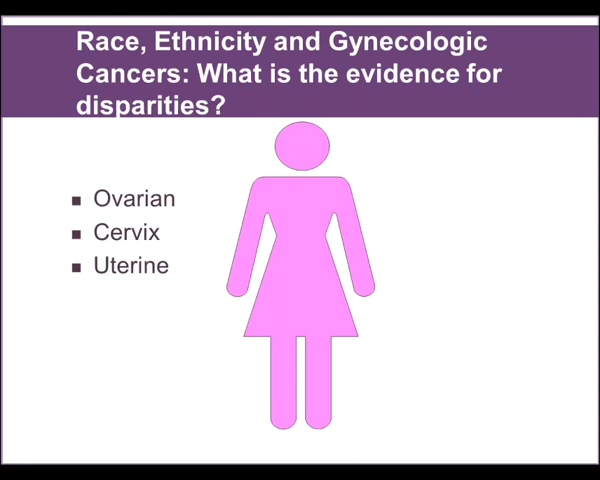 Race, Ethnicity and Gynecologic
Cancers: What is the evidence for
disparities?
■ Ovarian
■ Cervix
■ Uterine